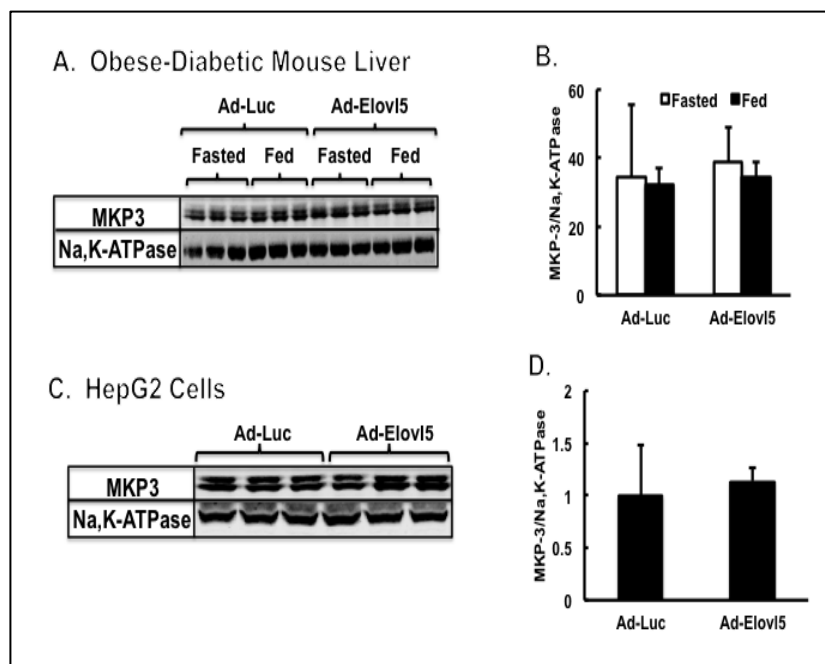 A. Obese-Diabetic Mouse Liver
Ad-Luc Ad-Elovl5
Fasted Fed Fasted Fed
MKP3
Na,K-ATPase
B.
60
40
20
0
MKP-3/Na,K-ATPase
Fasted Fed
Ad-Luc Ad-Elovl5
C. HepG2 Cells
Ad-Luc Ad-Elovl5
MKP3
Na,K-ATPase
D.
2
1.5
1
0.5
0
MKP-3/Na,K-ATPase
Ad-Luc Ad-Elovl5